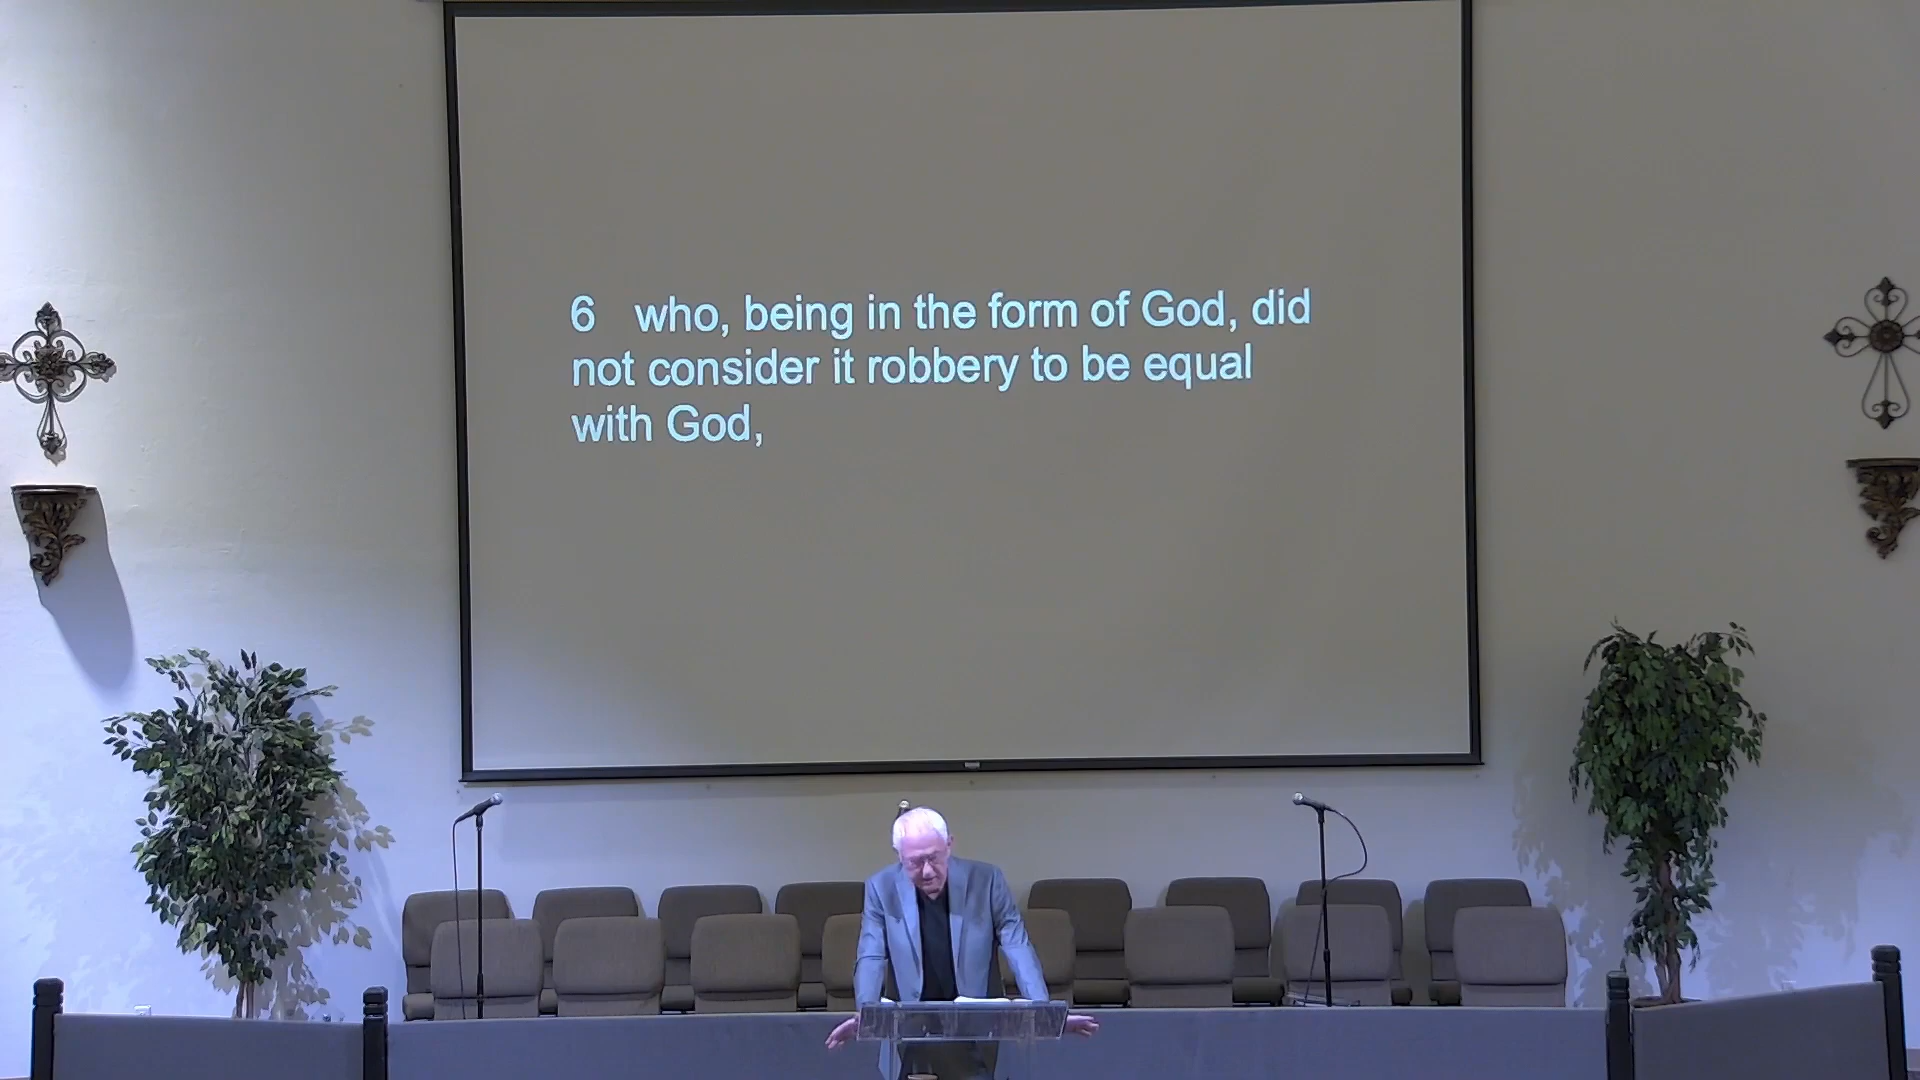 6 who, being in the form of God, did
not consider it robbery to be equal
with God,